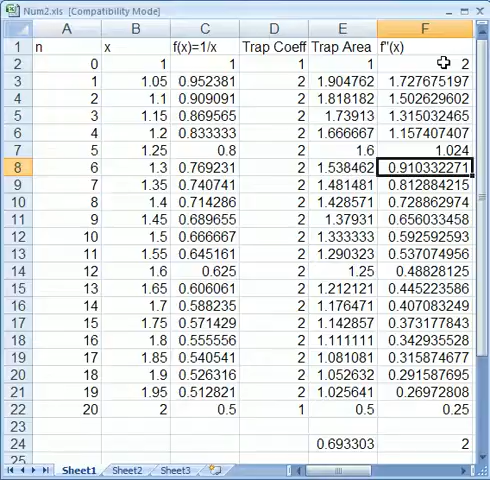 Num2.xls [Compatibility Mode]
A B C D E F
1 n x f(x)=1/x Trap Coeff Trap Area f"(x)
2 0 1 1 1 1 2
3 1 1.05 0.952381 2 1.904762 1.727675197
4 2 1.1 0.909091 2 1.818182 1.502629602
5 3 1.15 0.869565 2 1.73913 1.315032465
6 4 1.2 0.833333 2 1.666667 1.157407407
7 5 1.25 0.8 2 1.6 1.024
8 6 1.3 0.769231 2 1.538462 0.910332271
9 7 1.35 0.740741 2 1.481481 0.812884215
10 8 1.4 0.714286 2 1.428571 0.728862974
11 9 1.45 0.689655 2 1.37931 0.656033458
12 10 1.5 0.666667 2 1.333333 0.592592593
13 11 1.55 0.645161 2 1.290323 0.537074956
14 12 1.6 0.625 2 1.25 0.48828125
15 13 1.65 0.606061 2 1.212121 0.445223586
16 14 1.7 0.588235 2 1.176471 0.407083249
17 15 1.75 0.571429 2 1.142857 0.373177843
18 16 1.8 0.555556 2 1.111111 0.342935528
19 17 1.85 0.540541 2 1.081081 0.315874677
20 18 1.9 0.526316 2 1.052632 0.291587695
21 19 1.95 0.512821 2 1.025641 0.26972808
22 20 2 0.5 1 0.5 0.25
23
24 0.693303 2
25
Sheet1 Sheet2 Sheet3